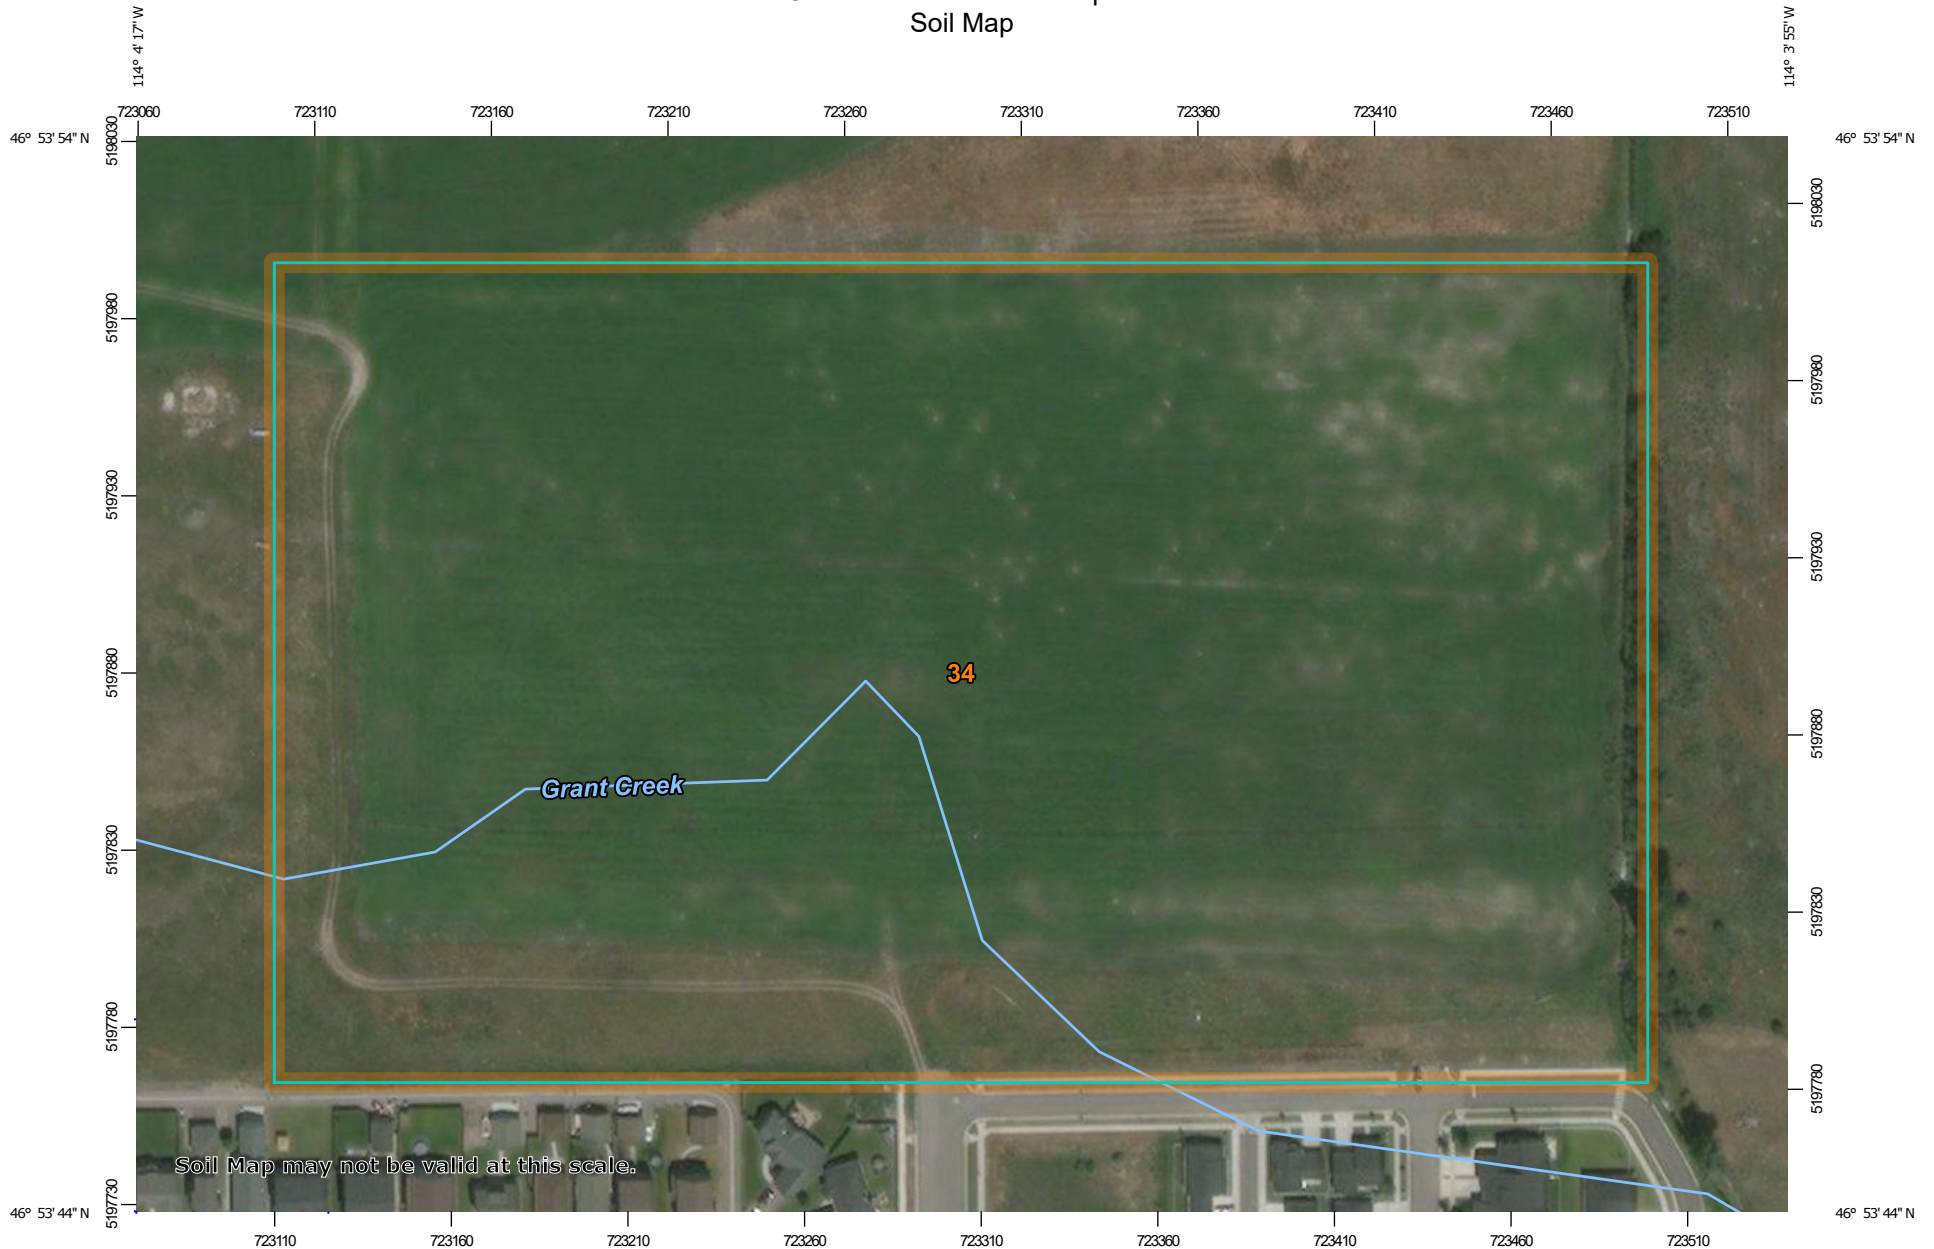 Soil Map
114° 4' 17" W
114° 3' 55" W
723060 723110 723160 723210 723260 723310 723360 723410 723460 723510
46° 53' 54" N
46° 53' 54" N
5198030
5197980
5197930
5197880
5197830
5197780
5197730
5198030
5197980
5197930
5197880
5197830
5197780
34
Grant Creek
Soil Map may not be valid at this scale.
46° 53' 44" N
46° 53' 44" N
723110 723160 723210 723260 723310 723360 723410 723460 723510